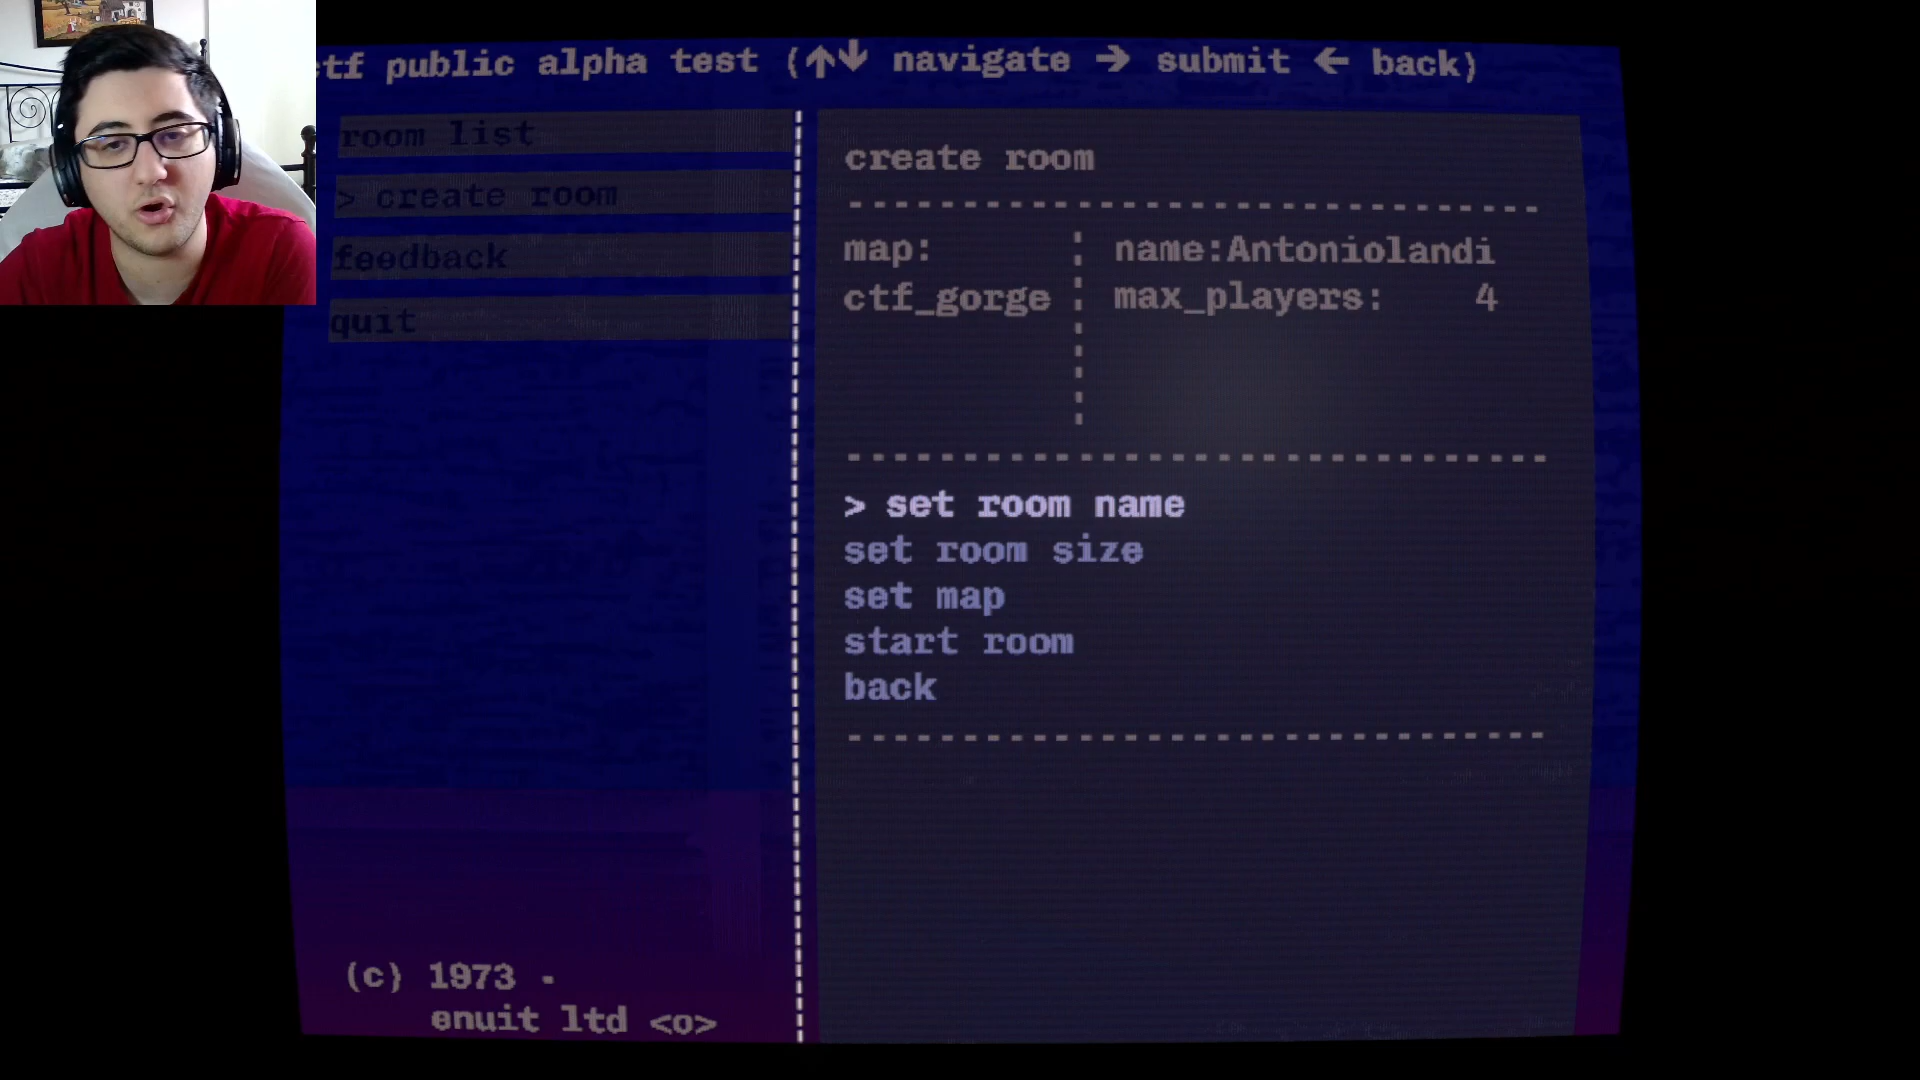 ctf public alpha test (↑↓ navigate → submit ← back)
room list
> create room
feedback
quit
create room
map:
ctf_gorge
name:Antoniolandi
max_players: 4
> set room name
set room size
set map
start room
back
(c) 1973 -
enuit ltd <o>